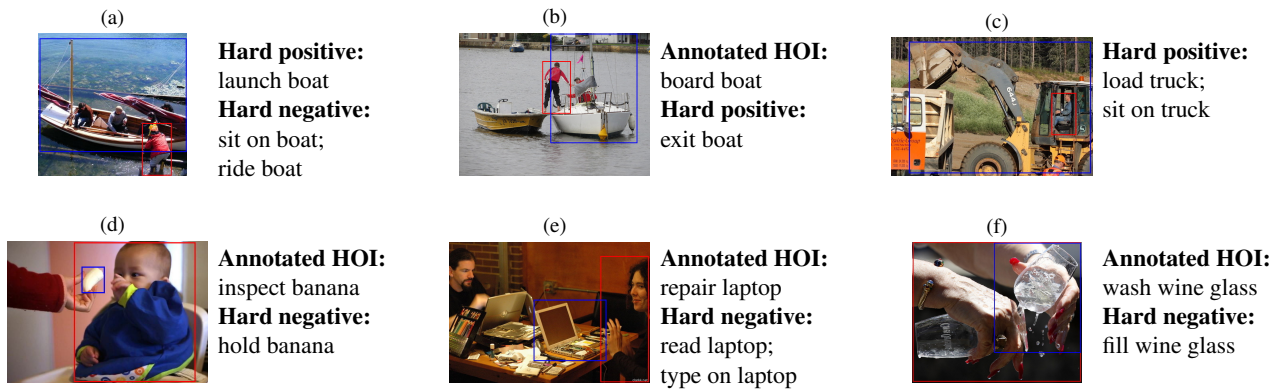 (a)
Hard positive:
launch boat
Hard negative:
sit on boat;
ride boat
(b)
Annotated HOI:
board boat
Hard positive:
exit boat
(c)
Hard positive:
load truck;
sit on truck
(d)
Annotated HOI:
inspect banana
Hard negative:
hold banana
(e)
Annotated HOI:
repair laptop
Hard negative:
read laptop;
type on laptop
(f)
Annotated HOI:
wash wine glass
Hard negative:
fill wine glass